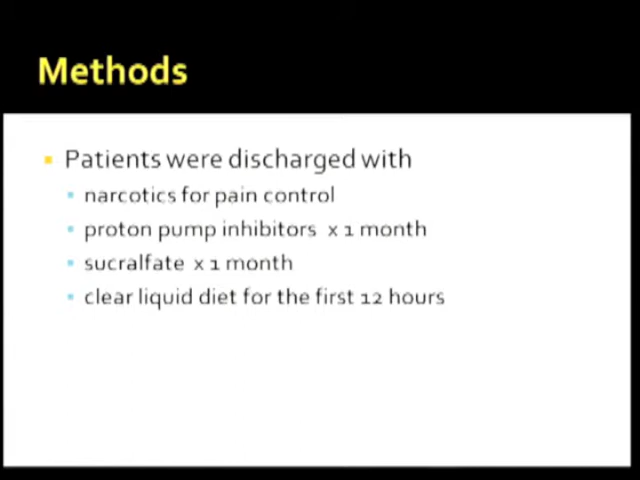 Methods
Patients were discharged with
narcotics for pain control
proton pump inhibitors x 1 month
sucralfate x 1 month
clear liquid diet for the first 12 hours